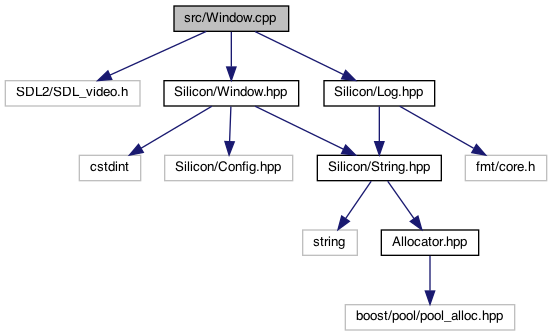 src/Window.cpp
SDL2/SDL_video.h
Silicon/Window.hpp
Silicon/Log.hpp
cstdint
Silicon/Config.hpp
Silicon/String.hpp
fmt/core.h
string
Allocator.hpp
boost/pool/pool_alloc.hpp